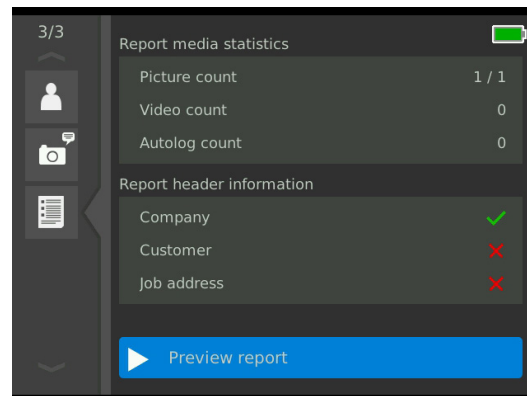 3/3
Report media statistics
Picture count 1 / 1
Video count 0
Autolog count 0
Report header information
Company
Customer
Job address
Preview report